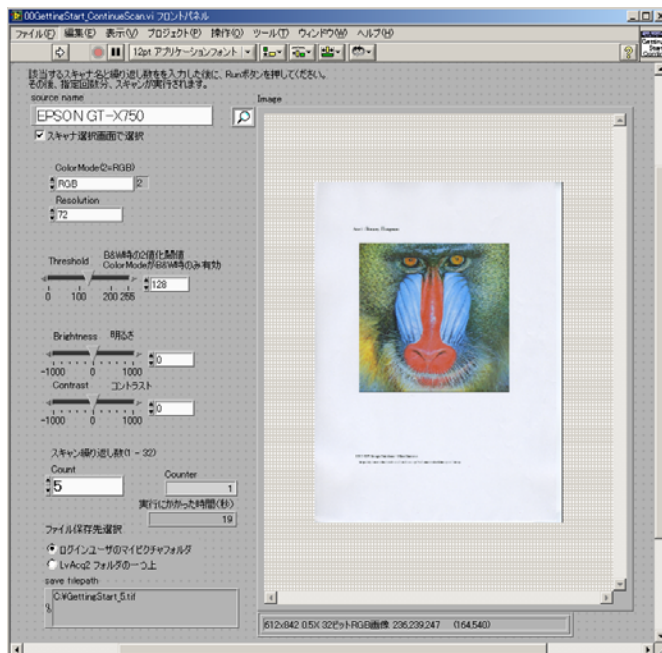 00GettingStart_ContinueScan.vi フロントパネル
ファイル(F) 編集(E) 表示(V) プロジェクト(P) 操作(O) ツール(T) ウィンドウ(W) ヘルプ(H)
12pt アプリケーションフォント
該当するスキャナ名と繰り返し数をを入力した後に、Runボタンを押してください。
その後、指定回数分、スキャンが実行されます。
source name
EPSON GT-X750
スキャナ選択画面で選択
ColorMode(2=RGB)
RGB 2
Resolution
72
Threshold
B&W時の2値化閾値
ColorModeがB&W時のみ有効
128
0 100 200 255
Brightness 明るさ
0
-1000 0 1000
Contrast コントラスト
0
-1000 0 1000
スキャン繰り返し数(1 - 32)
Count
5
Counter
1
実行にかかった時間(秒)
19
ファイル保存先選択
ログインユーザのマイピクチャフォルダ
LvAcq2 フォルダの一つ上
save filepath
C:¥GettingStart_5.tif
Image
612x842 0.5X 32ビットRGB画像 236,239,247 (164,540)